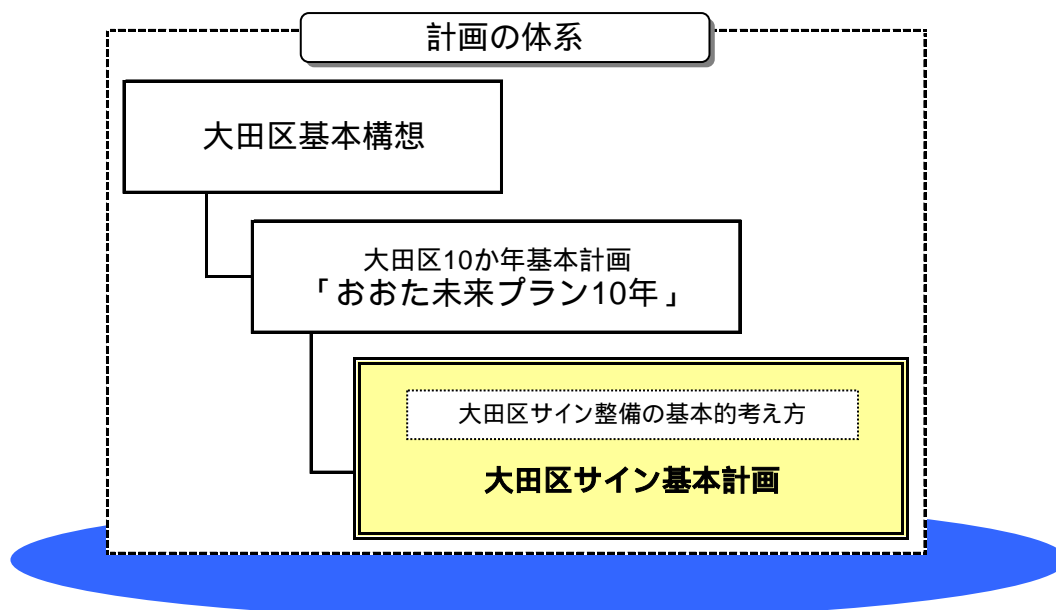 計画の体系
大田区基本構想
大田区10か年基本計画
「おおた未来プラン10年」
大田区サイン整備の基本的考え方
大田区サイン基本計画